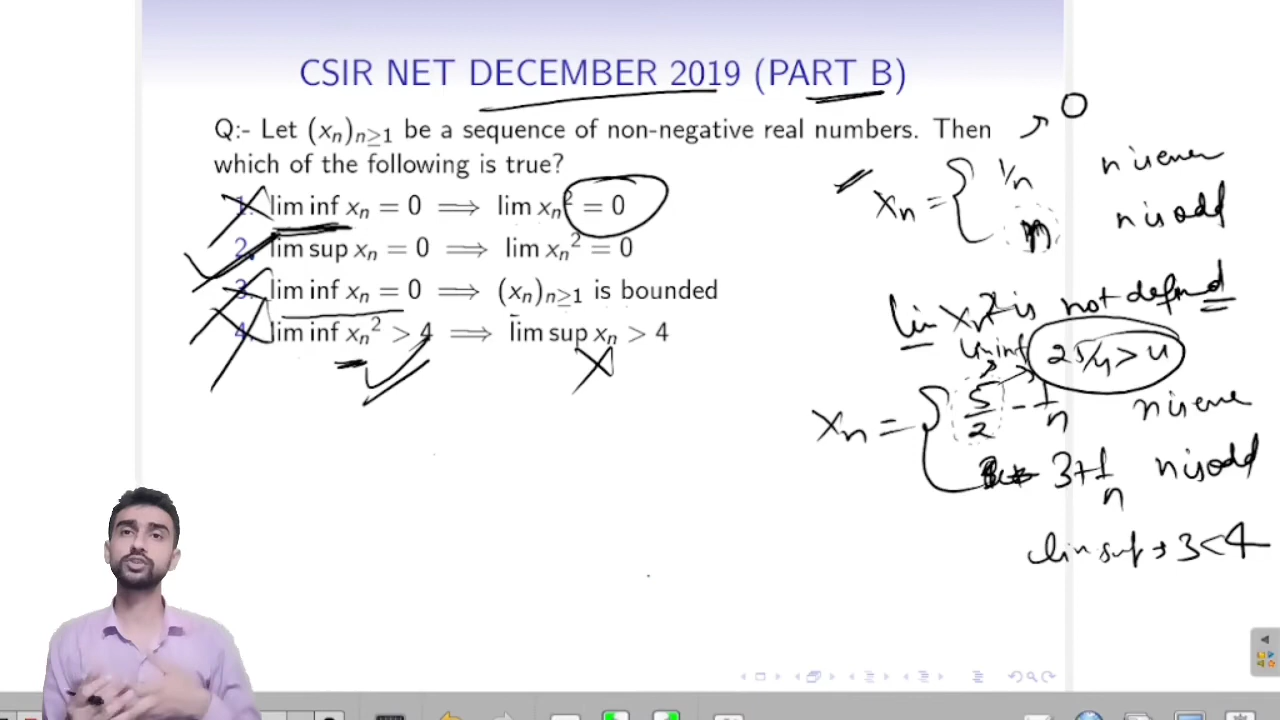 CSIR NET DECEMBER 2019 (PART B)
Q:- Let (xₙ)ₙ≥₁ be a sequence of non-negative real numbers. Then
which of the following is true?
1. lim inf xₙ = 0 ⟹ lim xₙ² = 0
2. lim sup xₙ = 0 ⟹ lim xₙ² = 0
3. lim inf xₙ = 0 ⟹ (xₙ)ₙ≥₁ is bounded
4. lim inf xₙ² > 4 ⟹ lim sup xₙ > 4
0
xₙ = { 1/n n is even
n n is odd
lim xₙ² is not defined
lim inf 25/4 > 4
xₙ = { 5/2 - 1/n n is eve
3 + 1/n n is odd
lim sup → 3 < 4